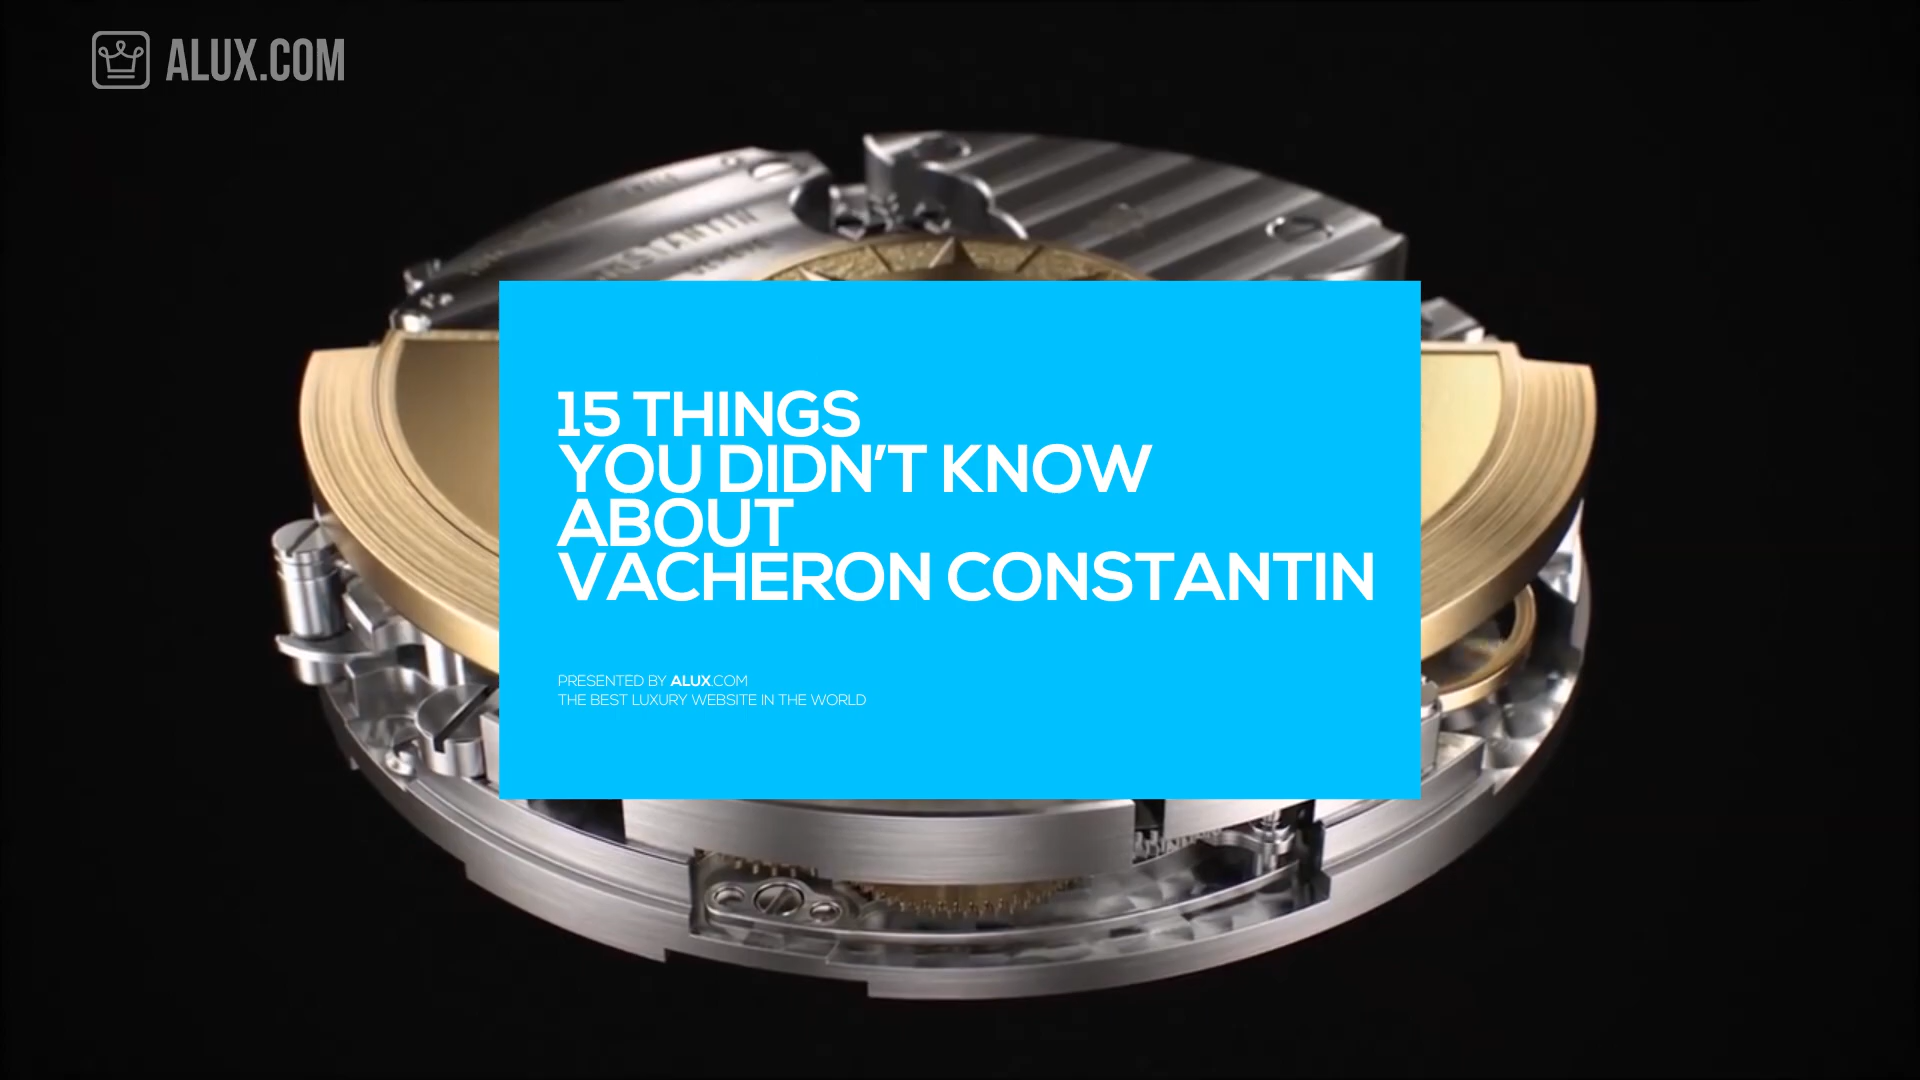 ALUX.COM
CONSTANTIN
15 THINGS
YOU DIDN'T KNOW
ABOUT
VACHERON CONSTANTIN
PRESENTED BY ALUX.COM
THE BEST LUXURY WEBSITE IN THE WORLD